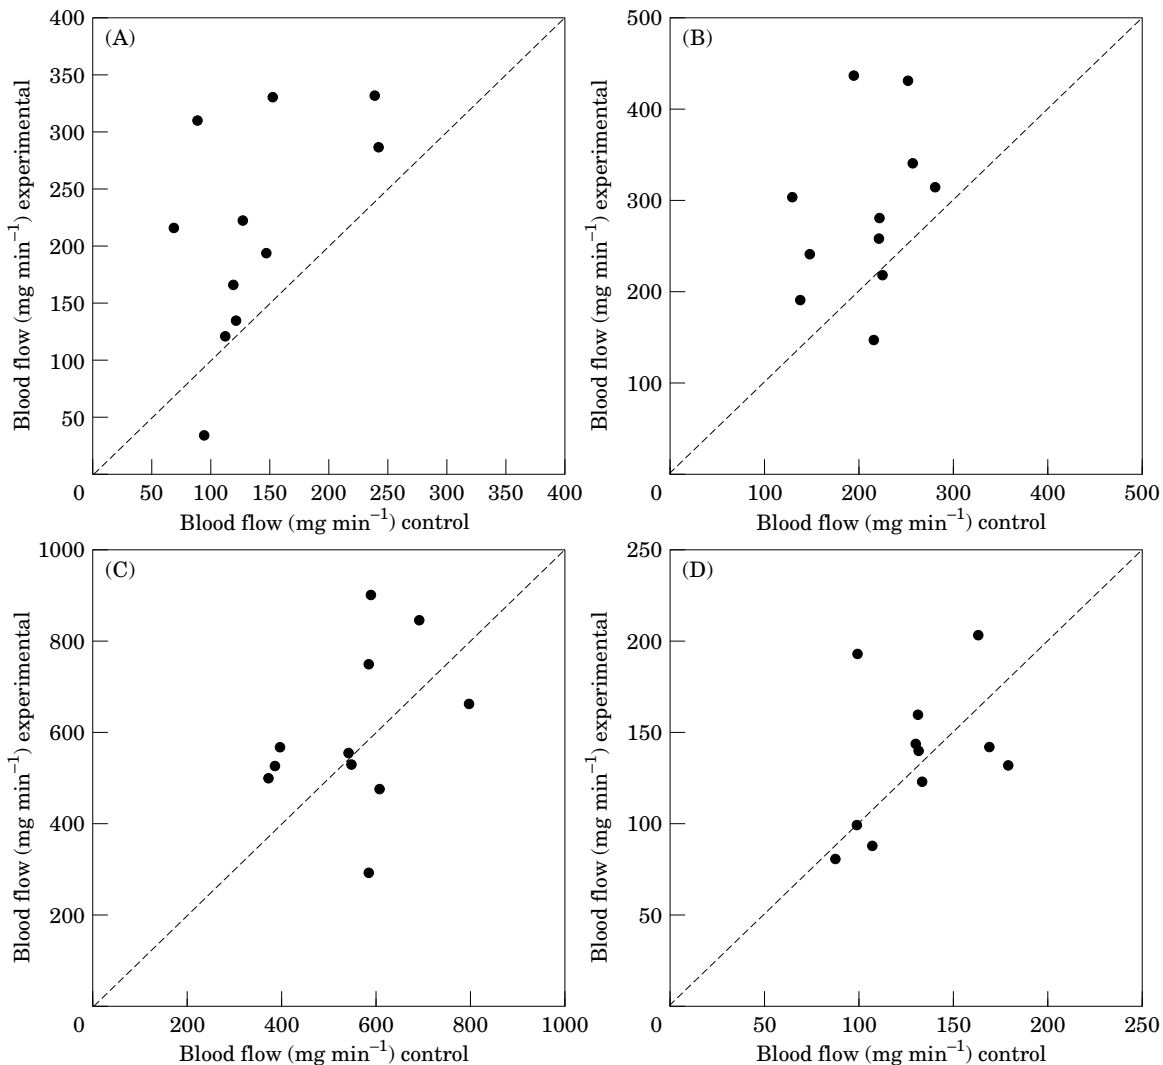 (A)
400
350
300
250
200
150
100
50
0
50 100 150 200 250 300 350 400
Blood flow (mg min⁻¹) experimental
Blood flow (mg min⁻¹) control
(B)
500
400
300
200
100
0
100 200 300 400 500
Blood flow (mg min⁻¹) experimental
Blood flow (mg min⁻¹) control
(C)
1000
800
600
400
200
0
200 400 600 800 1000
Blood flow (mg min⁻¹) experimental
Blood flow (mg min⁻¹) control
(D)
250
200
150
100
50
0
50 100 150 200 250
Blood flow (mg min⁻¹) experimental
Blood flow (mg min⁻¹) control